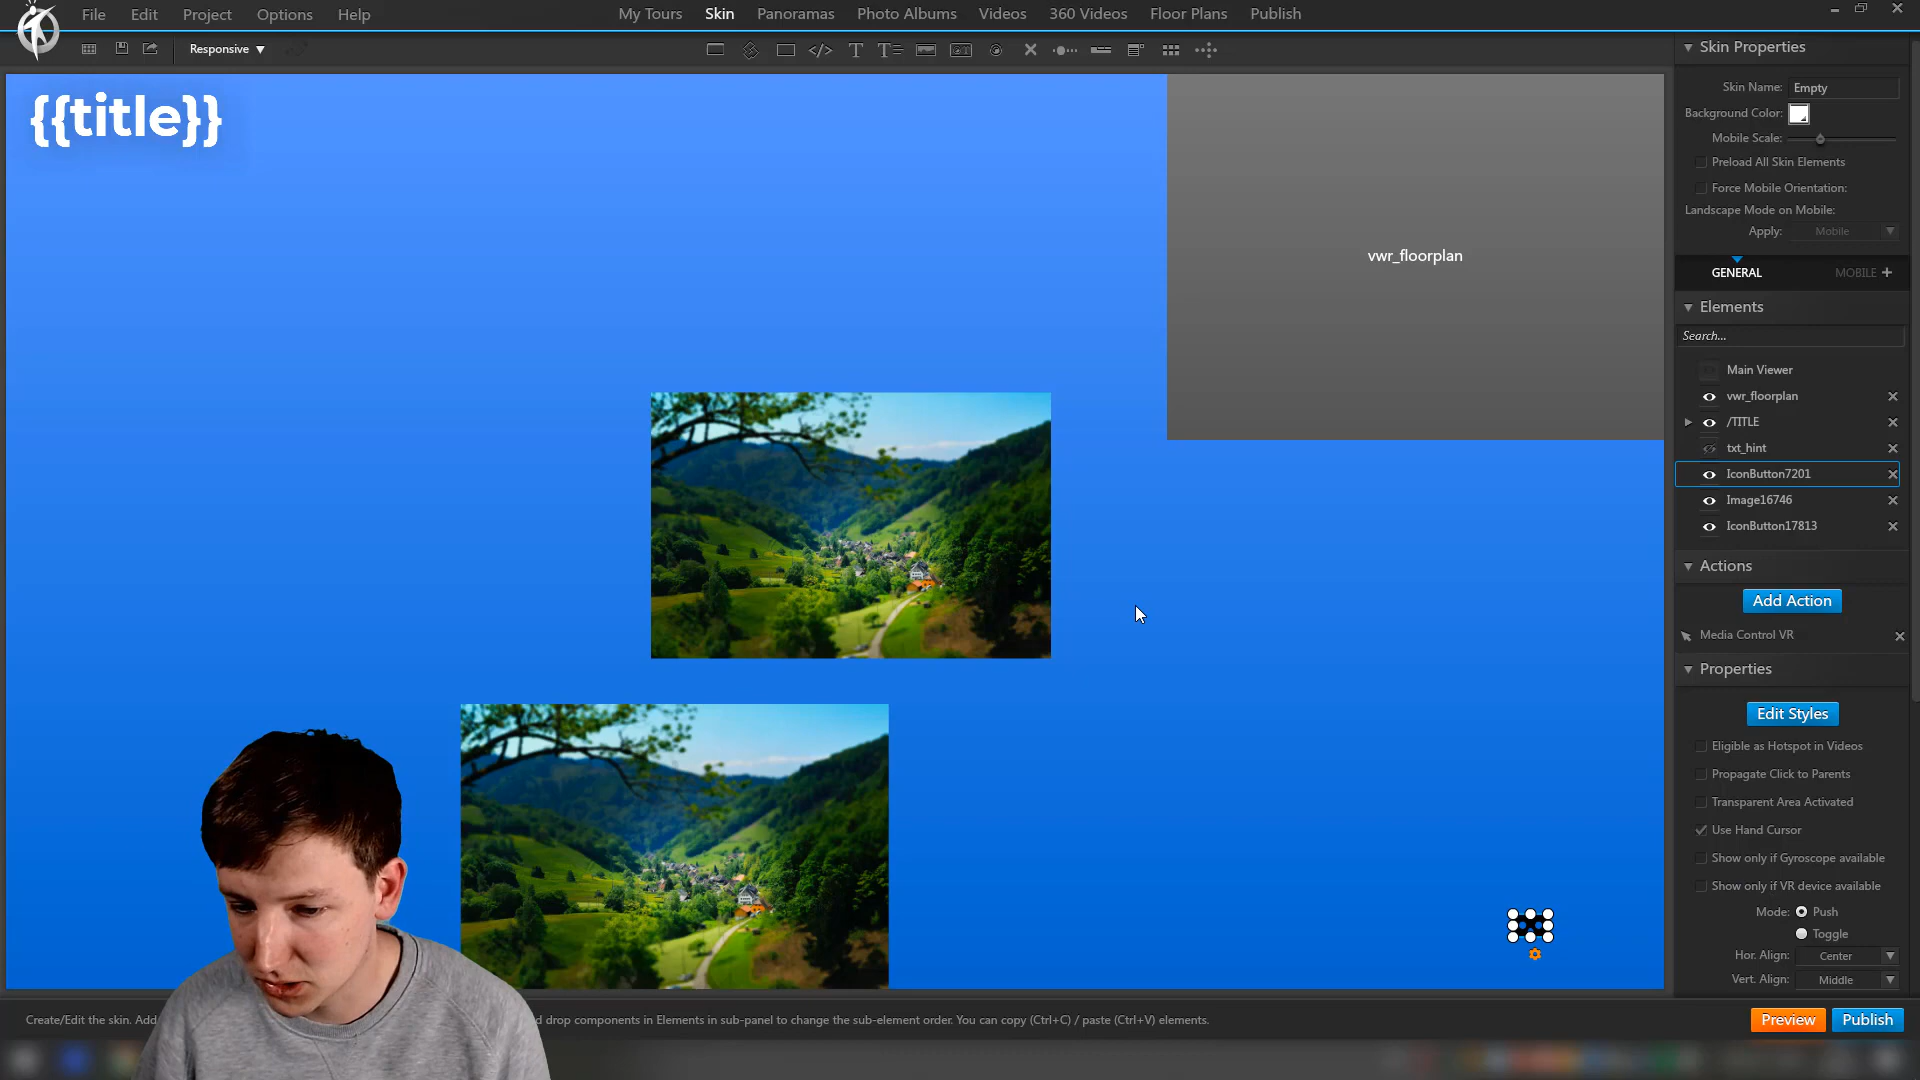 File Edit Project Options Help My Tours Skin Panoramas Photo Albums Videos 360 Videos Floor Plans Publish
Responsive
{{title}}
vwr_floorplan
Skin Properties
Skin Name: Empty
Background Color:
Mobile Scale:
Preload All Skin Elements
Force Mobile Orientation:
Landscape Mode on Mobile:
Apply: Mobile
GENERAL MOBILE
Elements
Search...
Main Viewer
vwr_floorplan
/TITLE
txt_hint
IconButton7201
Image16746
IconButton17813
Actions
Add Action
Media Control VR
Properties
Edit Styles
Eligible as Hotspot in Videos
Propagate Click to Parents
Transparent Area Activated
Use Hand Cursor
Show only if Gyroscope available
Show only if VR device available
Mode: Push
Toggle
Hor. Align: Center
Vert. Align: Middle
Create/Edit the skin. Add drop components in Elements in sub-panel to change the sub-element order. You can copy (Ctrl+C) / paste (Ctrl+V) elements.
Preview Publish